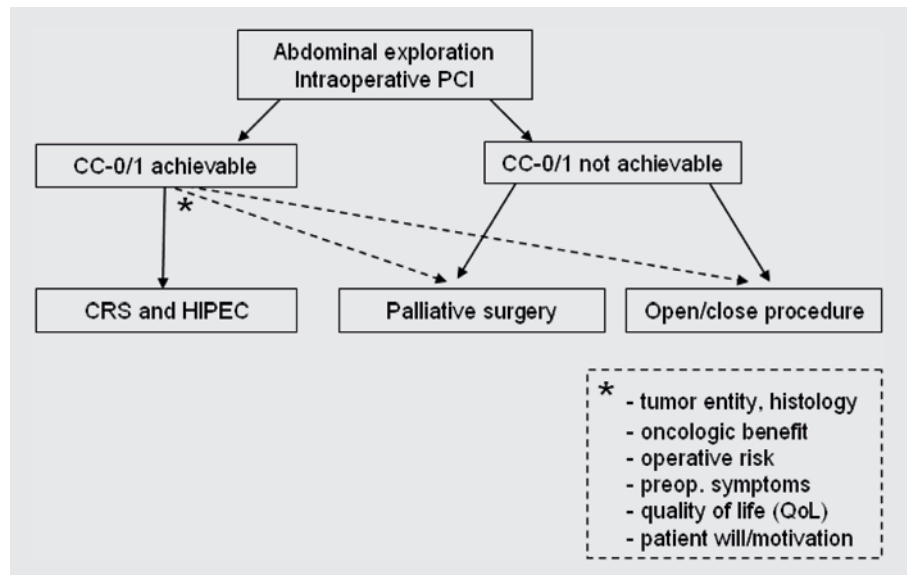 Abdominal exploration
Intraoperative PCI
CC-0/1 achievable
CC-0/1 not achievable
*
CRS and HIPEC
Palliative surgery
Open/close procedure
* - tumor entity, histology
- oncologic benefit
- operative risk
- preop. symptoms
- quality of life (QoL)
- patient will/motivation